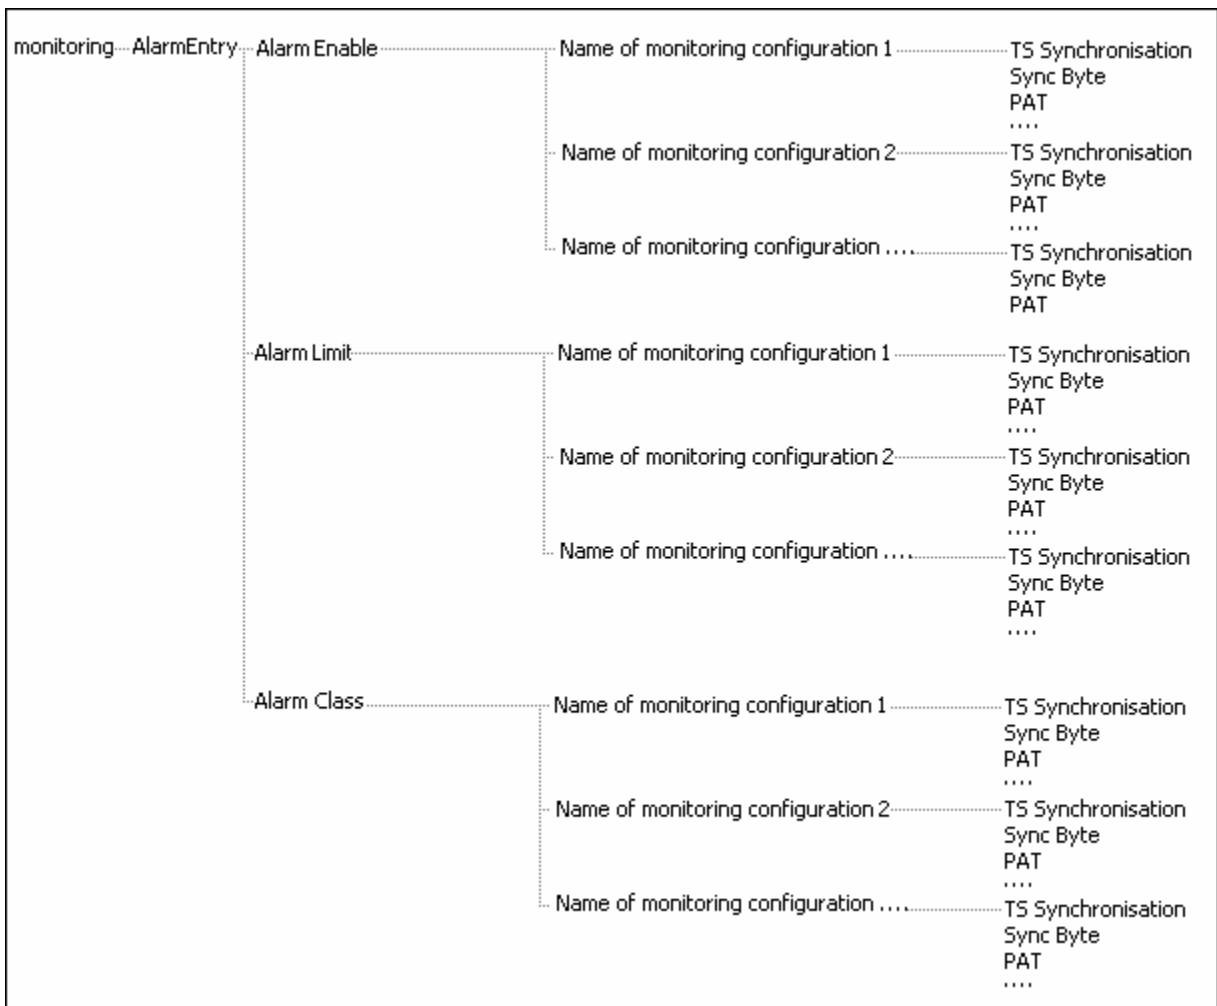 monitoring AlarmEntry Alarm Enable Name of monitoring configuration 1 TS Synchronisation
Sync Byte
PAT
....
Name of monitoring configuration 2 TS Synchronisation
Sync Byte
PAT
....
Name of monitoring configuration .... TS Synchronisation
Sync Byte
PAT
Alarm Limit Name of monitoring configuration 1 TS Synchronisation
Sync Byte
PAT
....
Name of monitoring configuration 2 TS Synchronisation
Sync Byte
PAT
....
Name of monitoring configuration .... TS Synchronisation
Sync Byte
PAT
....
Alarm Class Name of monitoring configuration 1 TS Synchronisation
Sync Byte
PAT
....
Name of monitoring configuration 2 TS Synchronisation
Sync Byte
PAT
....
Name of monitoring configuration .... TS Synchronisation
Sync Byte
PAT
....